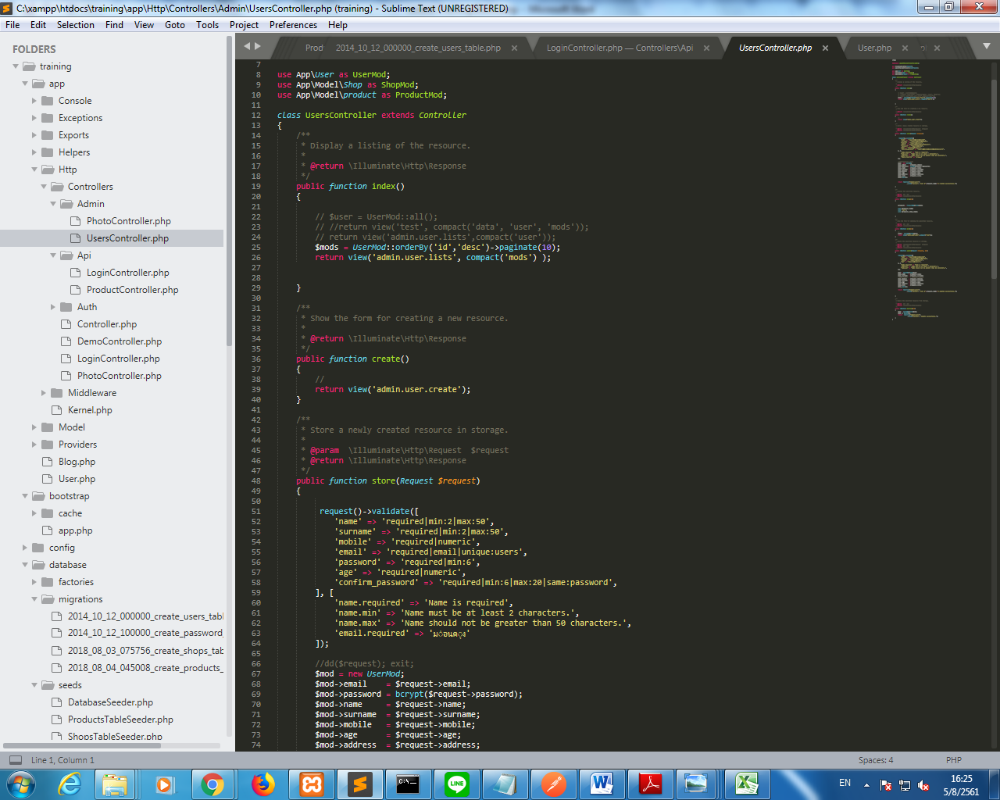 C:\xampp\htdocs\training\app\Http\Controllers\Admin\UsersController.php (training) - Sublime Text (UNREGISTERED)
File Edit Selection Find View Goto Tools Project Preferences Help
FOLDERS
training
app
Console
Exceptions
Exports
Helpers
Http
Controllers
Admin
PhotoController.php
UsersController.php
Api
LoginController.php
ProductController.php
Auth
Controller.php
DemoController.php
LoginController.php
PhotoController.php
Middleware
Kernel.php
Model
Providers
Blog.php
User.php
bootstrap
cache
app.php
config
database
factories
migrations
2014_10_12_000000_create_users_tabl
2014_10_12_100000_create_password_
2018_08_03_075756_create_shops_tab
2018_08_04_045008_create_products_
seeds
DatabaseSeeder.php
ProductsTableSeeder.php
ShopsTableSeeder.php
Prod 2014_10_12_000000_create_users_table.php LoginController.php — Controllers\Api UsersController.php User.php
7
8 use App\User as UserMod;
9 use App\Model\Shop as ShopMod;
10 use App\Model\product as ProductMod;
11
12 class UsersController extends Controller
13 {
14 /**
15 * Display a listing of the resource.
16 *
17 * @return \Illuminate\Http\Response
18 */
19 public function index()
20 {
21
22 // $user = UserMod::all();
23 // //return view('test', compact('data', 'user', 'mods'));
24 // return view('admin.user.lists',compact('user'));
25 $mods = UserMod::orderBy('id','desc')->paginate(10);
26 return view('admin.user.lists', compact('mods') );
27
28
29 }
30
31 /**
32 * Show the form for creating a new resource.
33 *
34 * @return \Illuminate\Http\Response
35 */
36 public function create()
37 {
38 //
39 return view('admin.user.create');
40 }
41
42 /**
43 * Store a newly created resource in storage.
44 *
45 * @param \Illuminate\Http\Request $request
46 * @return \Illuminate\Http\Response
47 */
48 public function store(Request $request)
49 {
50
51 request()->validate([
52 'name' => 'required|min:2|max:50',
53 'surname' => 'required|min:2|max:50',
54 'mobile' => 'required|numeric',
55 'email' => 'required|email|unique:users',
56 'password' => 'required|min:6',
57 'age' => 'required|numeric',
58 'confirm_password' => 'required|min:6|max:20|same:password',
59 ], [
60 'name.required' => 'Name is required',
61 'name.min' => 'Name must be at least 2 characters.',
62 'name.max' => 'Name should not be greater than 50 characters.',
63 'email.required' =>
64 ]);
65
66 //dd($request); exit;
67 $mod = new UserMod;
68 $mod->email = $request->email;
69 $mod->password = bcrypt($request->password);
70 $mod->name = $request->name;
71 $mod->surname = $request->surname;
72 $mod->mobile = $request->mobile;
73 $mod->age = $request->age;
74 $mod->address = $request->address;
Line 1, Column 1 Spaces: 4 PHP
EN 16:25
5/8/2561